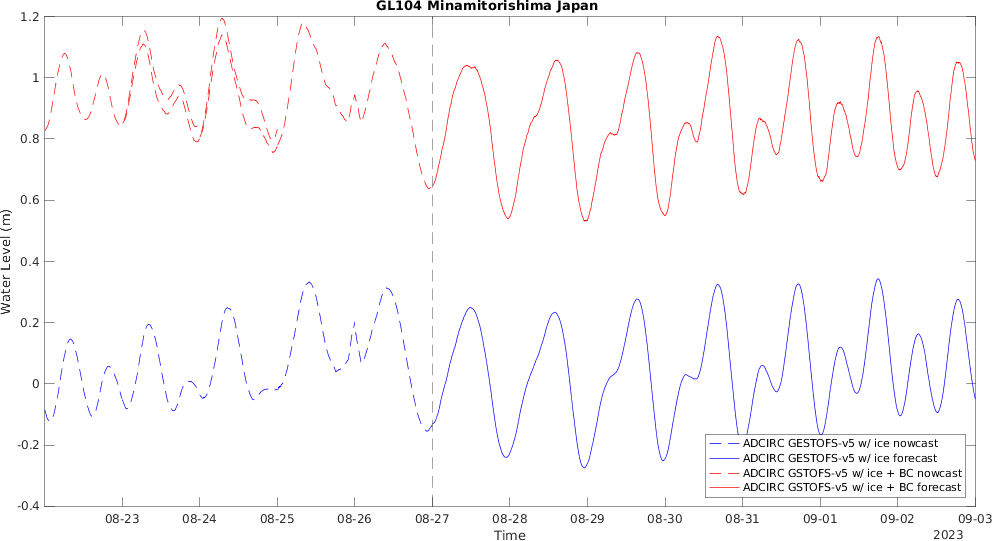 GL104 Minamitorishima Japan
1.2
1
0.8
0.6
0.4
0.2
0
-0.2
-0.4
Water Level (m)
ADCIRC GESTOFS-v5 w/ ice nowcast
ADCIRC GESTOFS-v5 w/ ice forecast
ADCIRC GSTOFS-v5 w/ ice + BC nowcast
ADCIRC GSTOFS-v5 w/ ice + BC forecast
08-23 08-24 08-25 08-26 08-27 08-28 08-29 08-30 08-31 09-01 09-02 09-03
Time
2023